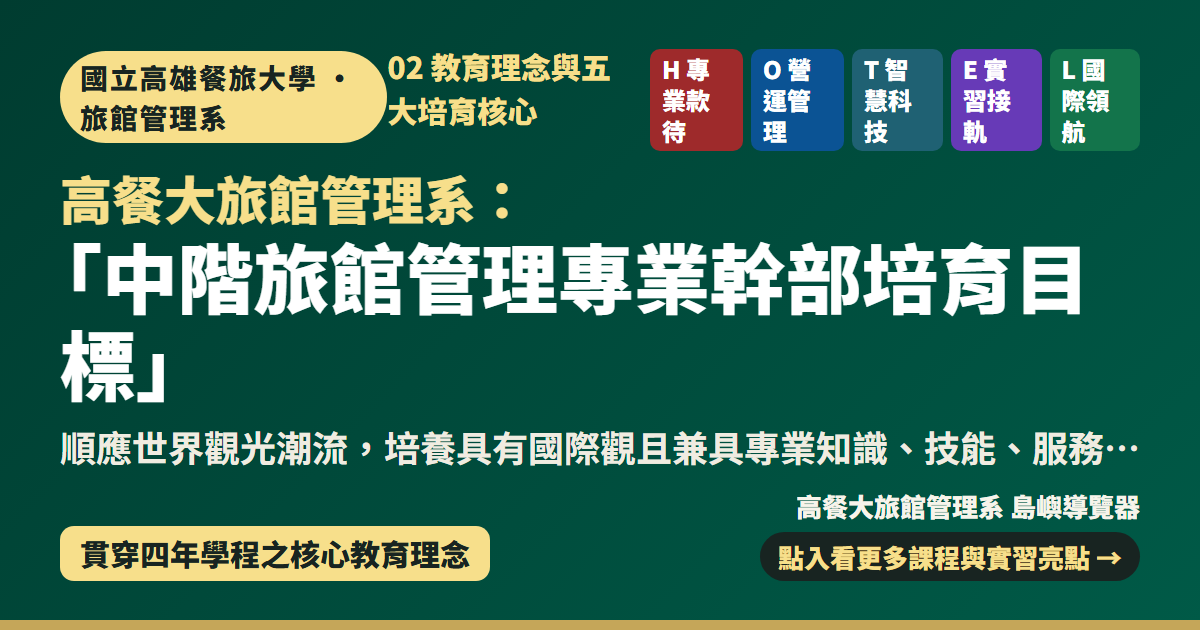 國立高雄餐旅大學 ·
旅館管理系
02 教育理念與五
大培育核心
H 專
業款
待
O 營
運管
理
T 智
慧科
技
E 實
習接
軌
L 國
際領
航
高餐大旅館管理系：
「中階旅館管理專業幹部培育目
標」
順應世界觀光潮流，培養具有國際觀且兼具專業知識、技能、服務…
高餐大旅館管理系 島嶼導覽器
貫穿四年學程之核心教育理念
點入看更多課程與實習亮點 →